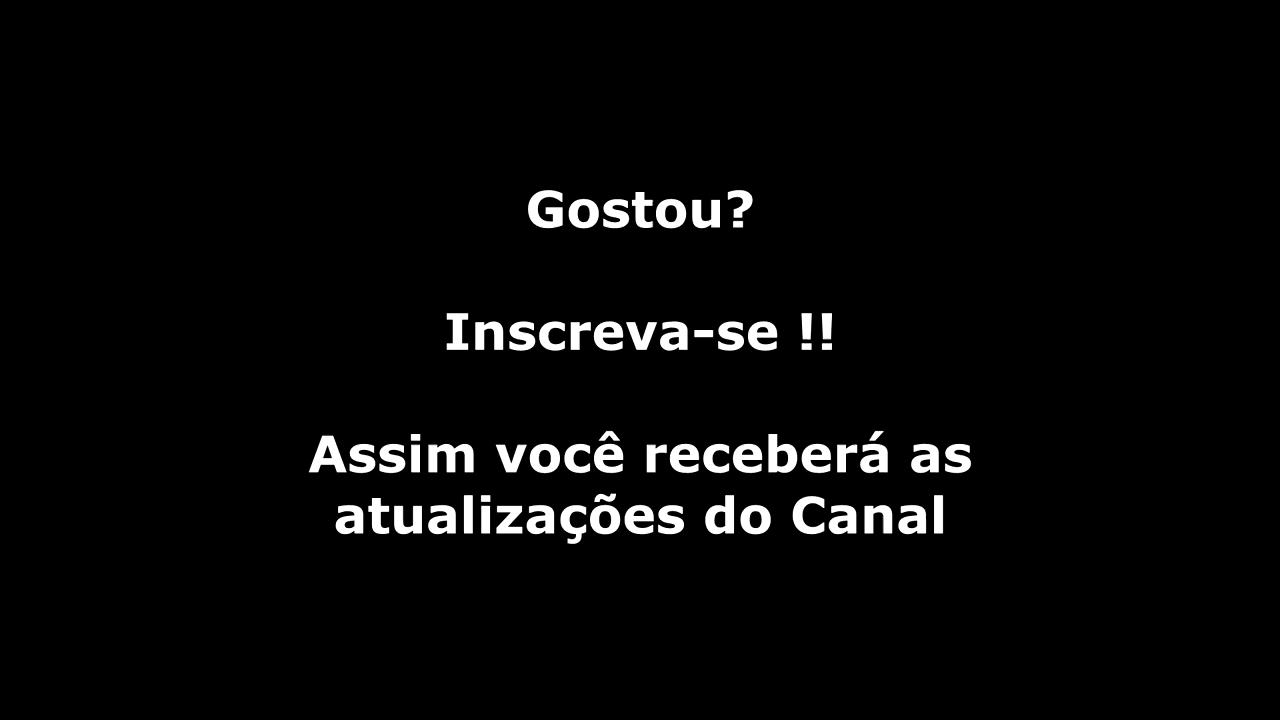 Gostou?
Inscreva-se !!
Assim você receberá as
atualizações do Canal